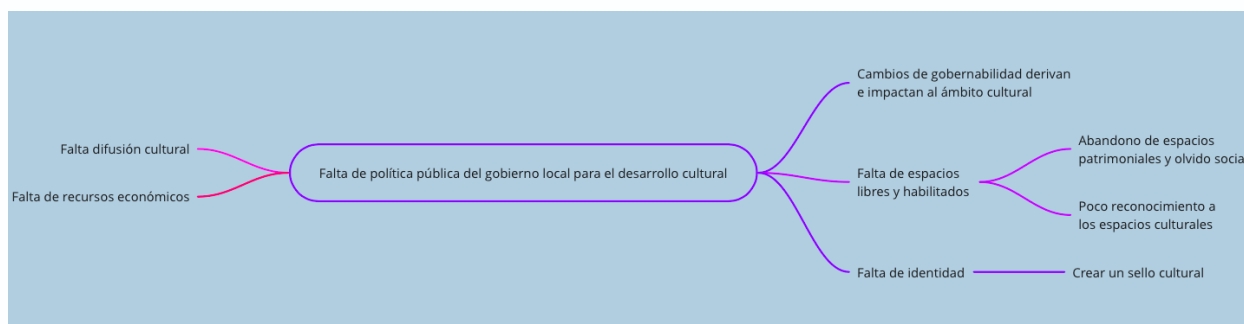 Falta difusión cultural
Falta de recursos económicos
Falta de política pública del gobierno local para el desarrollo cultural
Cambios de gobernabilidad derivan
e impactan al ámbito cultural
Falta de espacios
libres y habilitados
Abandono de espacios
patrimoniales y olvido socia
Poco reconocimiento a
los espacios culturales
Falta de identidad
Crear un sello cultural